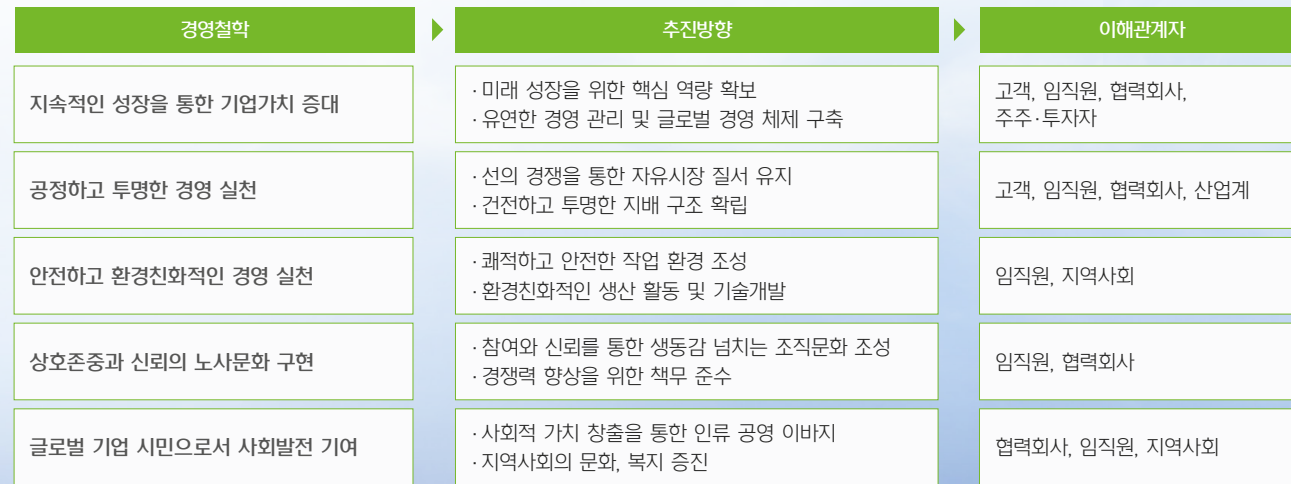 경영철학
추진방향
이해관계자
지속적인 성장을 통한 기업가치 증대
· 미래 성장을 위한 핵심 역량 확보
· 유연한 경영 관리 및 글로벌 경영 체제 구축
고객, 임직원, 협력회사,
주주·투자자
공정하고 투명한 경영 실천
· 선의 경쟁을 통한 자유시장 질서 유지
· 건전하고 투명한 지배 구조 확립
고객, 임직원, 협력회사, 산업계
안전하고 환경친화적인 경영 실천
· 쾌적하고 안전한 작업 환경 조성
· 환경친화적인 생산 활동 및 기술개발
임직원, 지역사회
상호존중과 신뢰의 노사문화 구현
· 참여와 신뢰를 통한 생동감 넘치는 조직문화 조성
· 경쟁력 향상을 위한 책무 준수
임직원, 협력회사
글로벌 기업 시민으로서 사회발전 기여
· 사회적 가치 창출을 통한 인류 공영 이바지
· 지역사회의 문화, 복지 증진
협력회사, 임직원, 지역사회